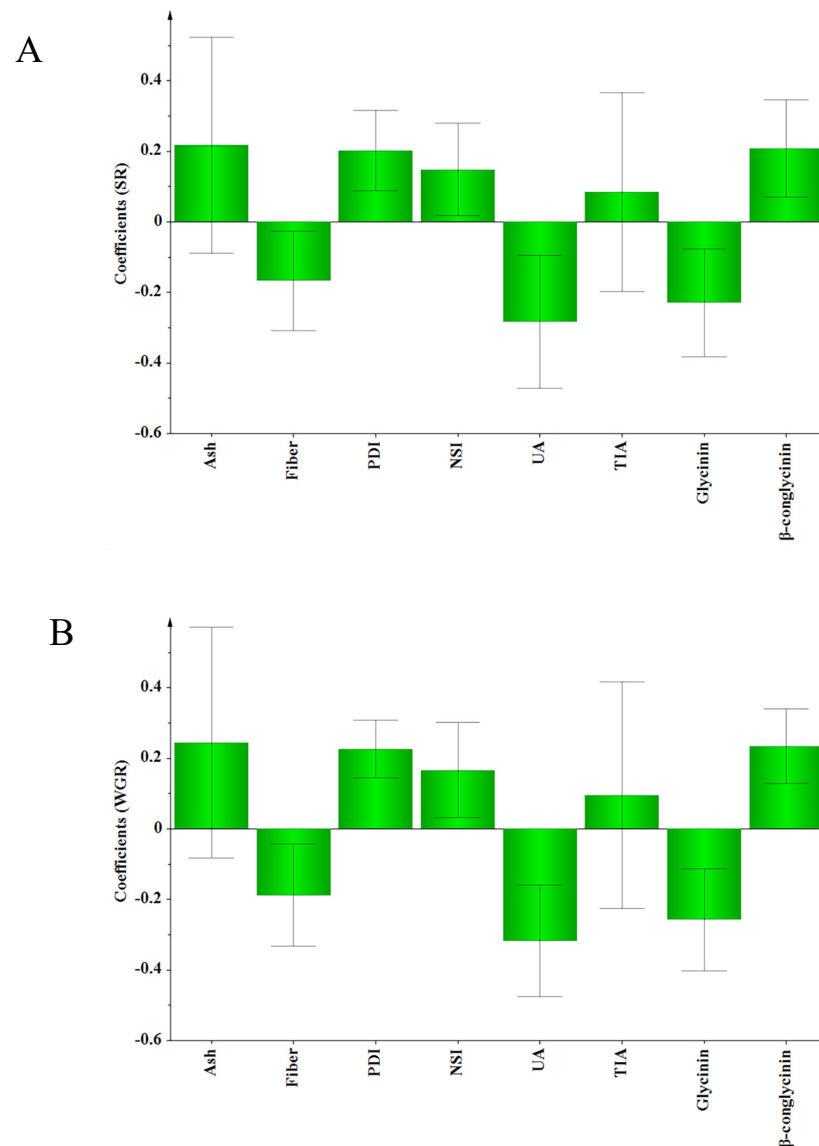 A
Coefficients (SR)
0.4
0.2
0
-0.2
-0.4
-0.6
Ash
Fiber
PDI
NSI
UA
TIA
Glycinin
β-conglycinin
B
Coefficients (WGR)
0.4
0.2
0
-0.2
-0.4
-0.6
Ash
Fiber
PDI
NSI
UA
TIA
Glycinin
β-conglycinin